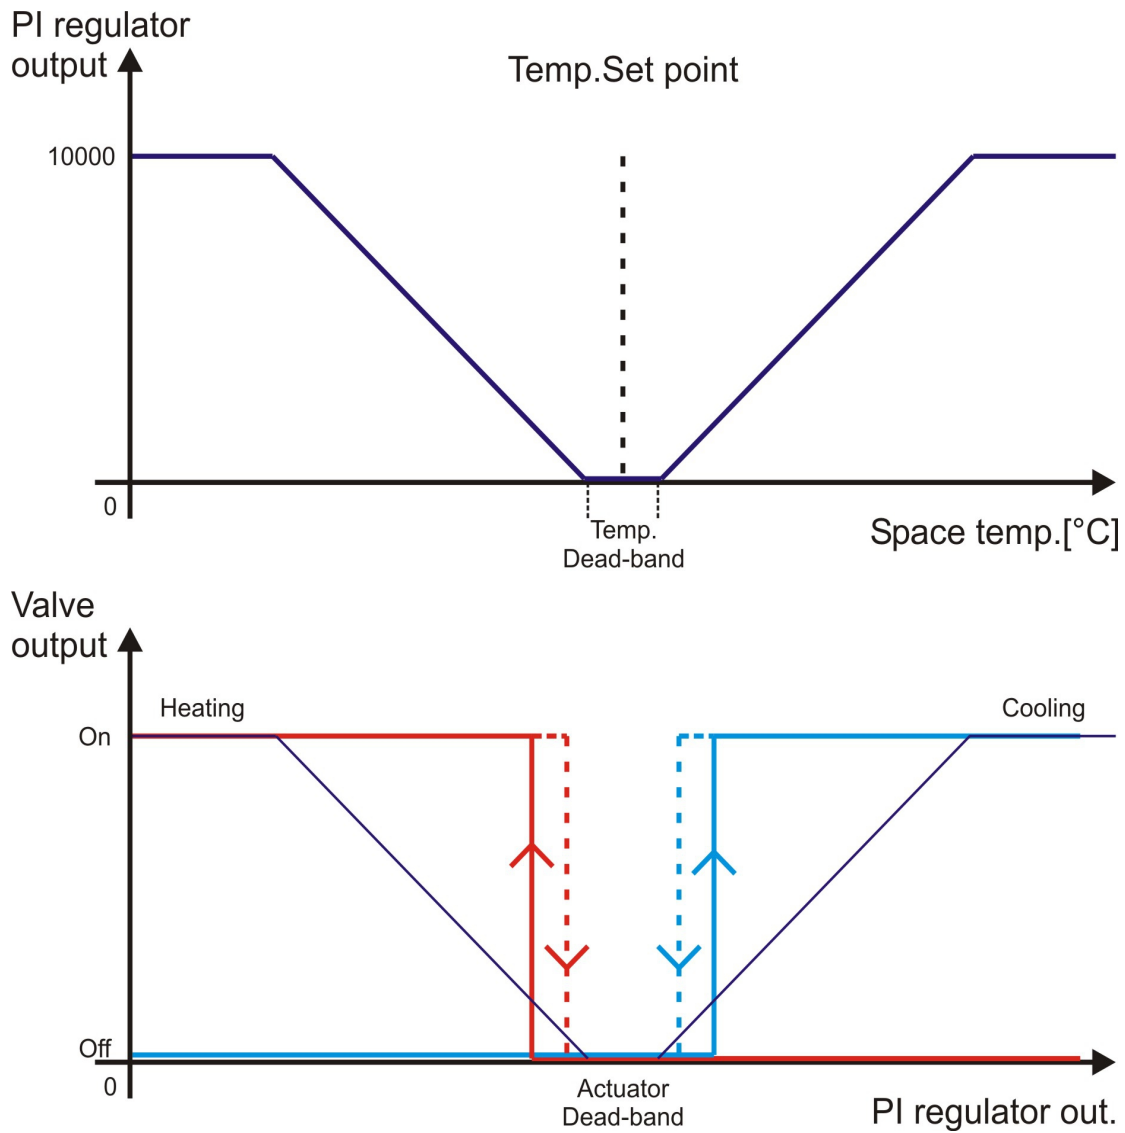 PI regulator
output
Temp.Set point
10000
0
Temp.
Dead-band
Space temp.[°C]
Valve
output
Heating
Cooling
On
Off
0
Actuator
Dead-band
PI regulator out.